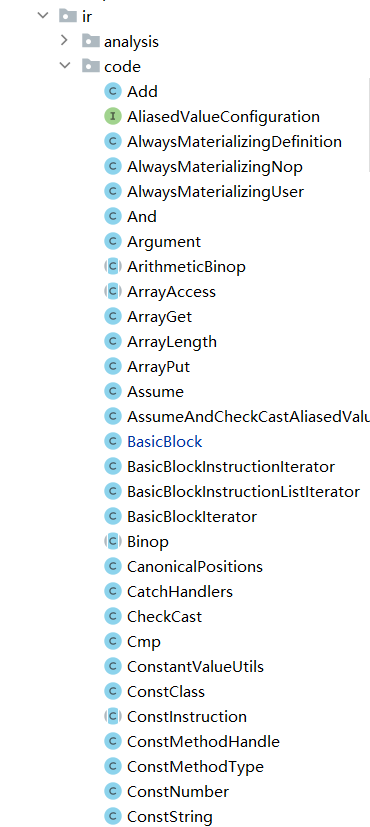 ir
analysis
code
Add
AliasedValueConfiguration
AlwaysMaterializingDefinition
AlwaysMaterializingNop
AlwaysMaterializingUser
And
Argument
ArithmeticBinop
ArrayAccess
ArrayGet
ArrayLength
ArrayPut
Assume
AssumeAndCheckCastAliasedValu
BasicBlock
BasicBlockInstructionIterator
BasicBlockInstructionListIterator
BasicBlockIterator
Binop
CanonicalPositions
CatchHandlers
CheckCast
Cmp
ConstantValueUtils
ConstClass
ConstInstruction
ConstMethodHandle
ConstMethodType
ConstNumber
ConstString